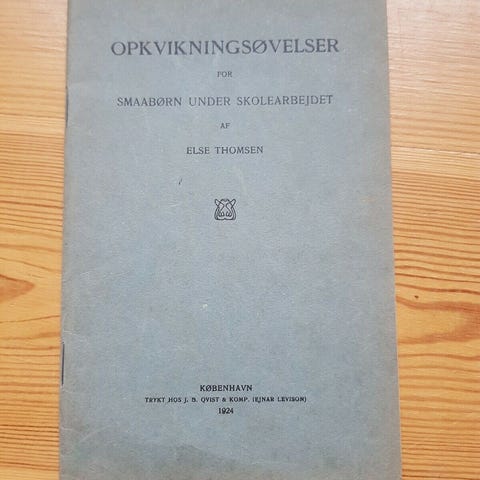 OPKVIKNINGSØVELSER
FOR
SMAABØRN UNDER SKOLEARBEJDET
AF
ELSE THOMSEN
KØBENHAVN
TRYKT HOS J. B. QVIST & KOMP. (EJNAR LEVISON)
1924